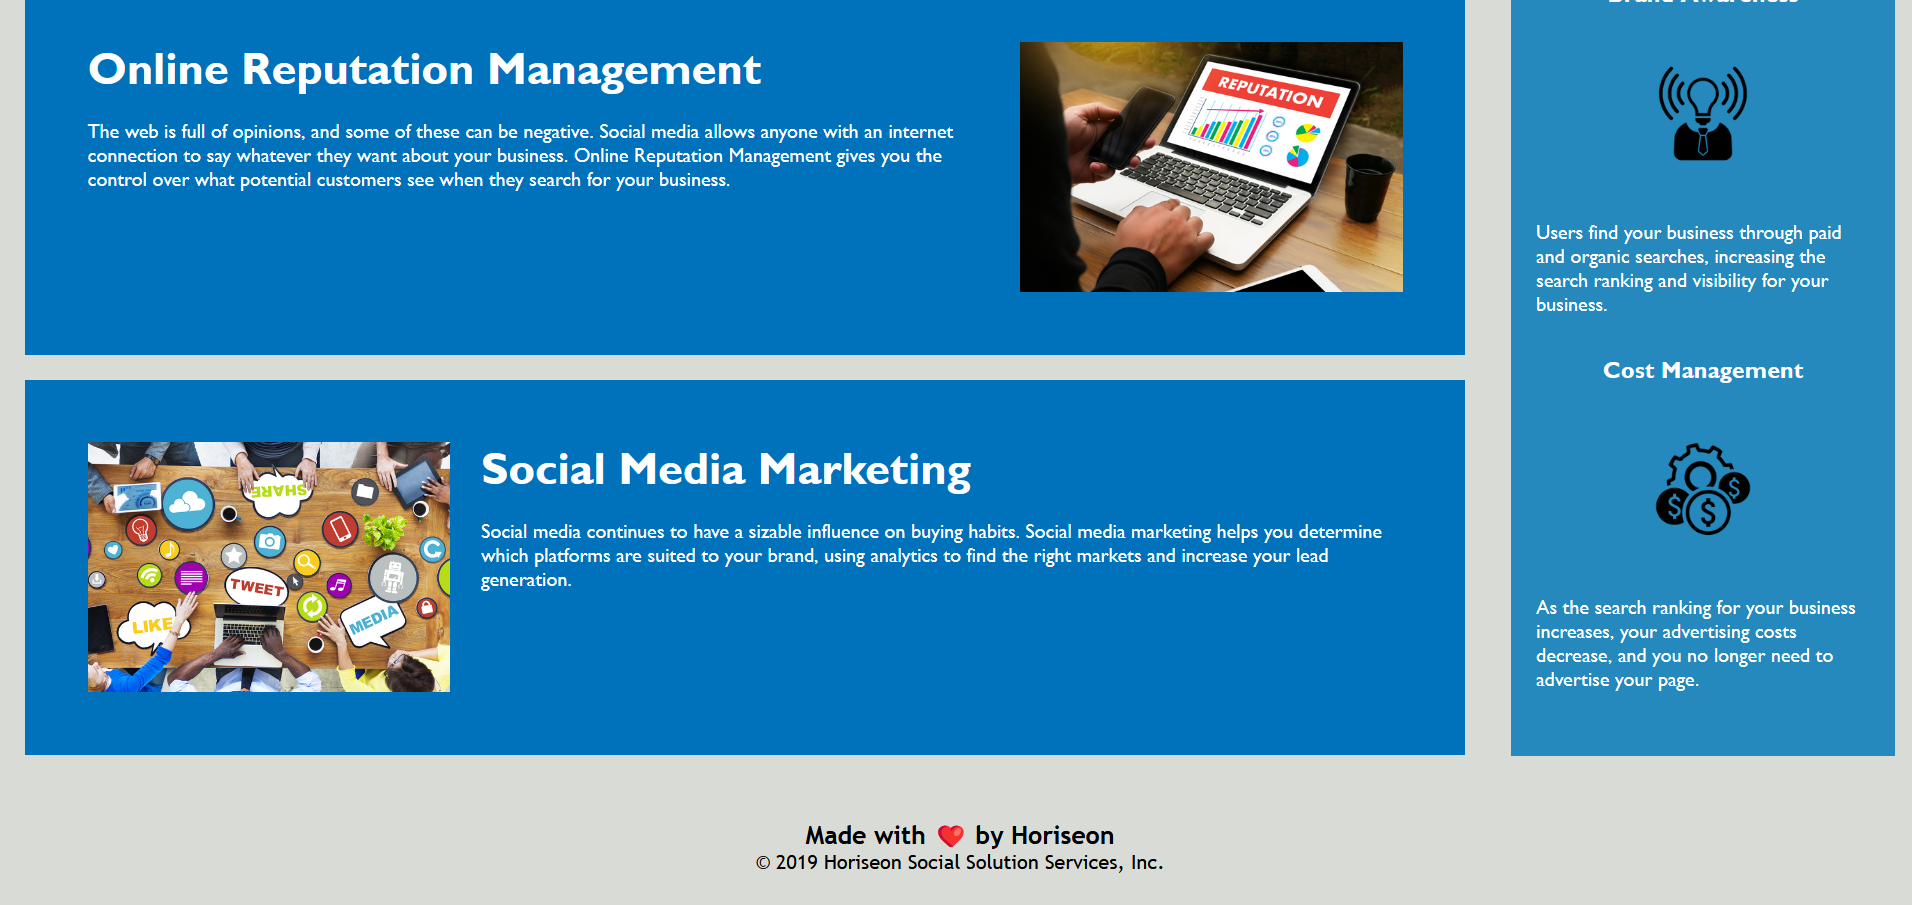 Brand Awareness
Online Reputation Management
The web is full of opinions, and some of these can be negative. Social media allows anyone with an internet
connection to say whatever they want about your business. Online Reputation Management gives you the
control over what potential customers see when they search for your business.
REPUTATION
Users find your business through paid
and organic searches, increasing the
search ranking and visibility for your
business.
Cost Management
$ $ $
As the search ranking for your business
increases, your advertising costs
decrease, and you no longer need to
advertise your page.
SHARE
TWEET
LIKE
MEDIA
Social Media Marketing
Social media continues to have a sizable influence on buying habits. Social media marketing helps you determine
which platforms are suited to your brand, using analytics to find the right markets and increase your lead
generation.
Made with ❤️ by Horiseon
© 2019 Horiseon Social Solution Services, Inc.